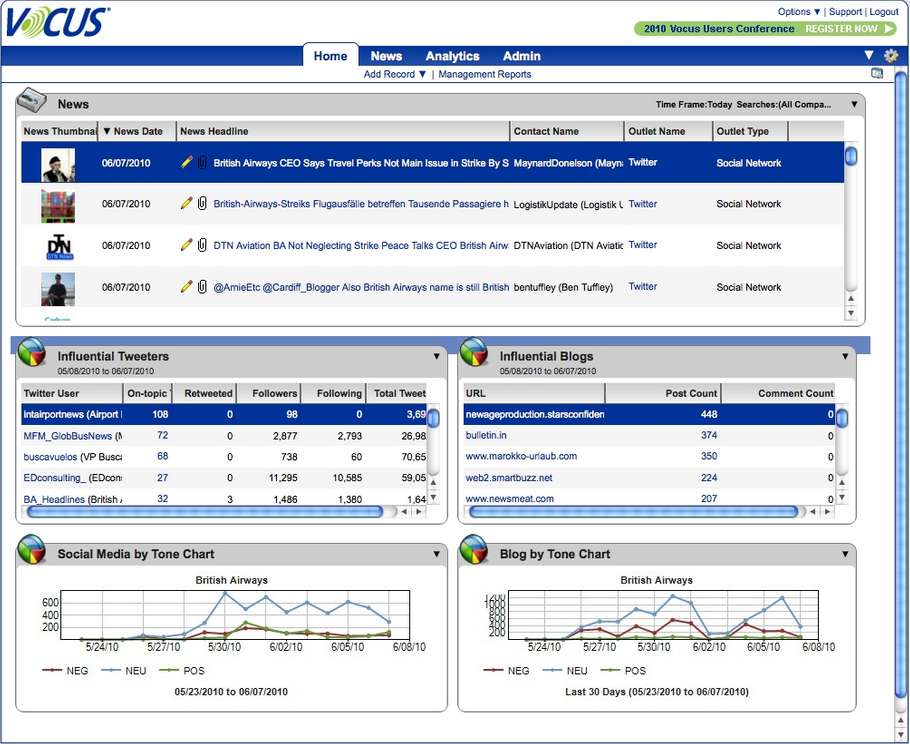 VOCUS
Options ▼ | Support | Logout
2010 Vocus Users Conference REGISTER NOW
Home News Analytics Admin
Add Record ▼ | Management Reports
News
Time Frame:Today Searches:(All Compa...
News Thumbnai ▼ News Date News Headline Contact Name Outlet Name Outlet Type
06/07/2010 British Airways CEO Says Travel Perks Not Main Issue in Strike By S MaynardDonelson (Mayn Twitter Social Network
06/07/2010 British-Airways-Streiks Flugausfälle betreffen Tausende Passagiere h LogistikUpdate (Logistik Twitter Social Network
DTN
DTN News
06/07/2010 DTN Aviation BA Not Neglecting Strike Peace Talks CEO British Airw DTNAviation (DTN Aviatic Twitter Social Network
06/07/2010 @ArnieEtc @Cardiff_Blogger Also British Airways name is still British bentuffley (Ben Tuffley) Twitter Social Network
Influential Tweeters
05/08/2010 to 06/07/2010
Twitter User On-topic Retweeted Followers Following Total Tweet
intairportnews (Airport 108 0 98 0 3,69
MFM_GlobBusNews (M 72 0 2,877 2,793 26,98
buscavuelos (VP Busca 68 0 738 60 70,65
EDconsulting_ (EDcon 27 0 11,295 10,585 59,05
BA_Headlines (British 32 3 1,486 1,380 1,64
Influential Blogs
05/08/2010 to 06/07/2010
URL Post Count Comment Count
newageproduction.starsconfiden 448 0
bulletin.in 374 0
www.marokko-urlaub.com 350 0
web2.smartbuzz.net 224 0
www.newsmeat.com 207 0
Social Media by Tone Chart
British Airways
600
400
200
5/24/10 5/27/10 5/30/10 6/02/10 6/05/10 6/08/10
NEG NEU POS
05/23/2010 to 06/07/2010
Blog by Tone Chart
British Airways
1200
1000
800
600
400
200
5/24/10 5/27/10 5/30/10 6/02/10 6/05/10 6/08/10
NEG NEU POS
Last 30 Days (05/23/2010 to 06/07/2010)